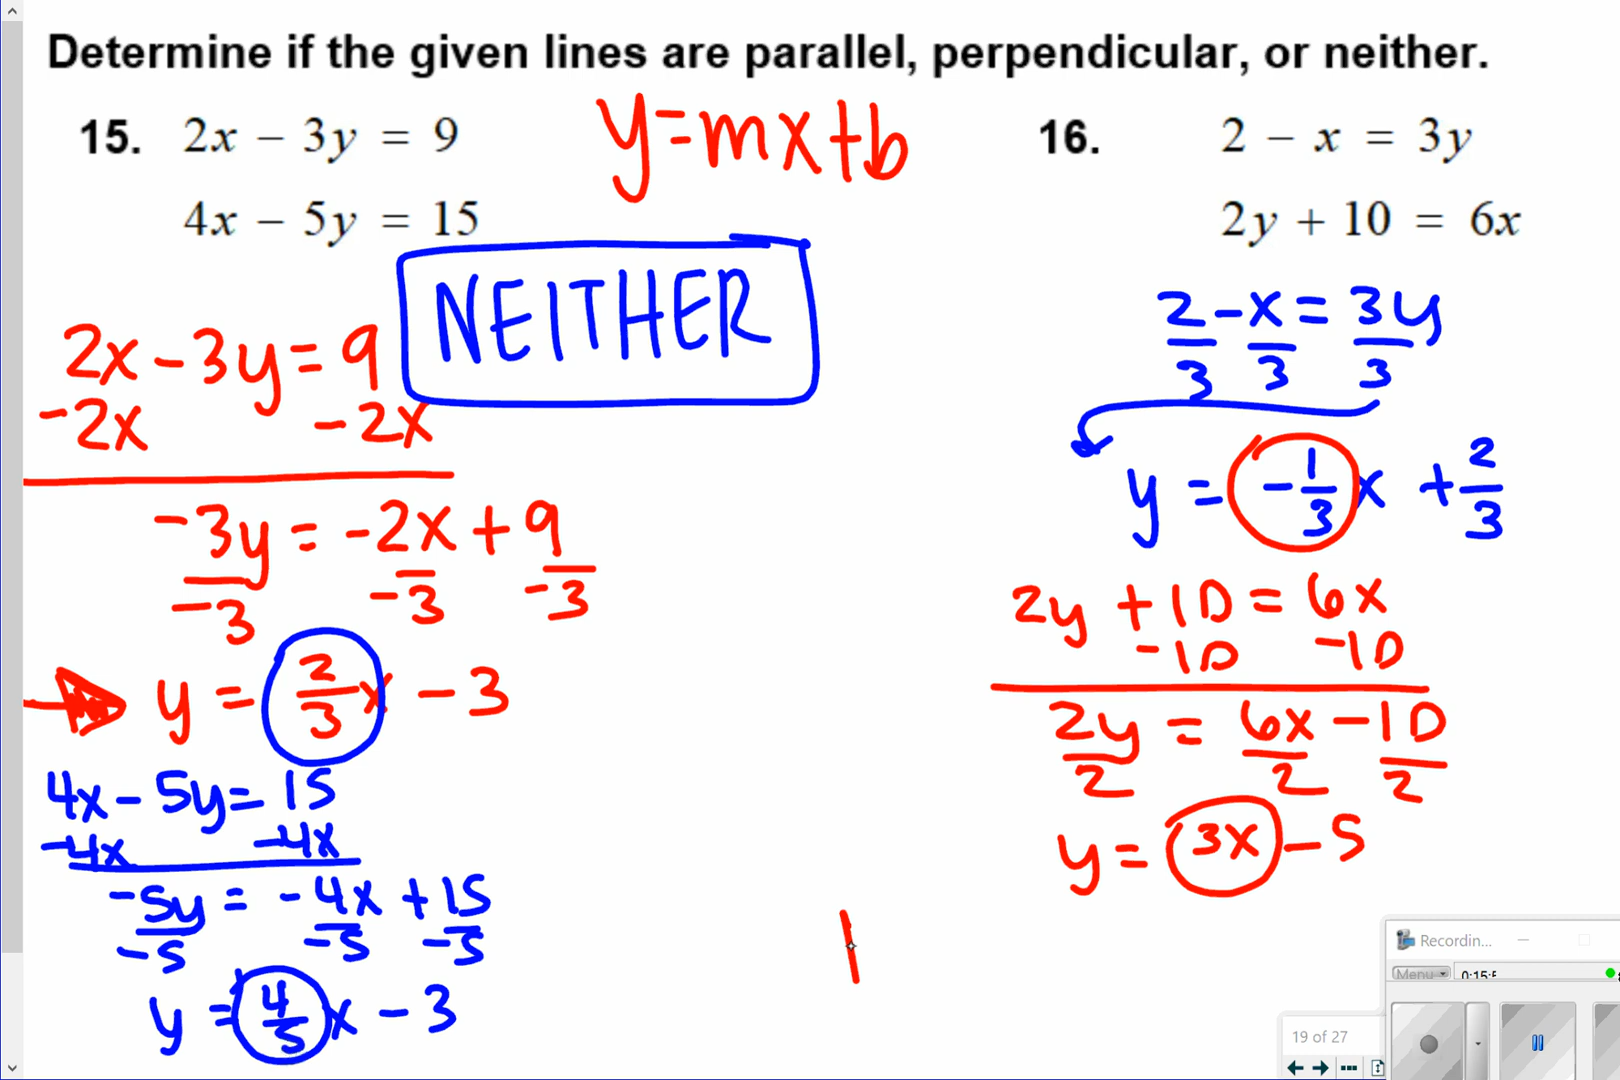 Determine if the given lines are parallel, perpendicular, or neither.
15. 2x − 3y = 9
4x − 5y = 15
y=mx+b
NEITHER
2x-3y=9
-2x -2x
-3y = -2x + 9
-3 -3 -3
y = 2/3 x - 3
4x-5y=15
-4x -4x
-5y = -4x + 15
-5 -5 -5
y = 4/5 x - 3
16. 2 − x = 3y
2y + 10 = 6x
2 - x = 3y
3 3 3
y = -1/3 x + 2/3
2y + 10 = 6x
-10 -10
2y = 6x - 10
2 2 2
y = 3x - 5
Recordin...
Menu
19 of 27